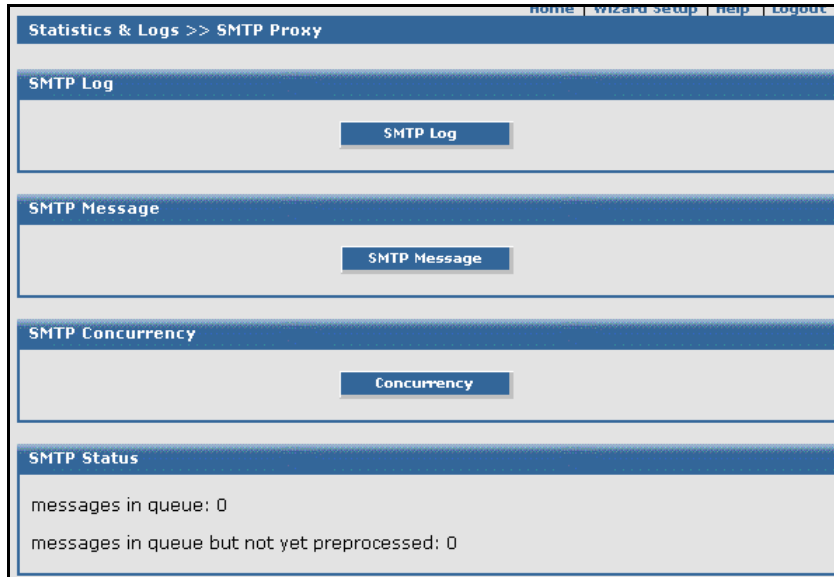 Home | Wizard Setup | Help | Logout
Statistics & Logs >> SMTP Proxy
SMTP Log
SMTP Log
SMTP Message
SMTP Message
SMTP Concurrency
Concurrency
SMTP Status
messages in queue: 0
messages in queue but not yet preprocessed: 0